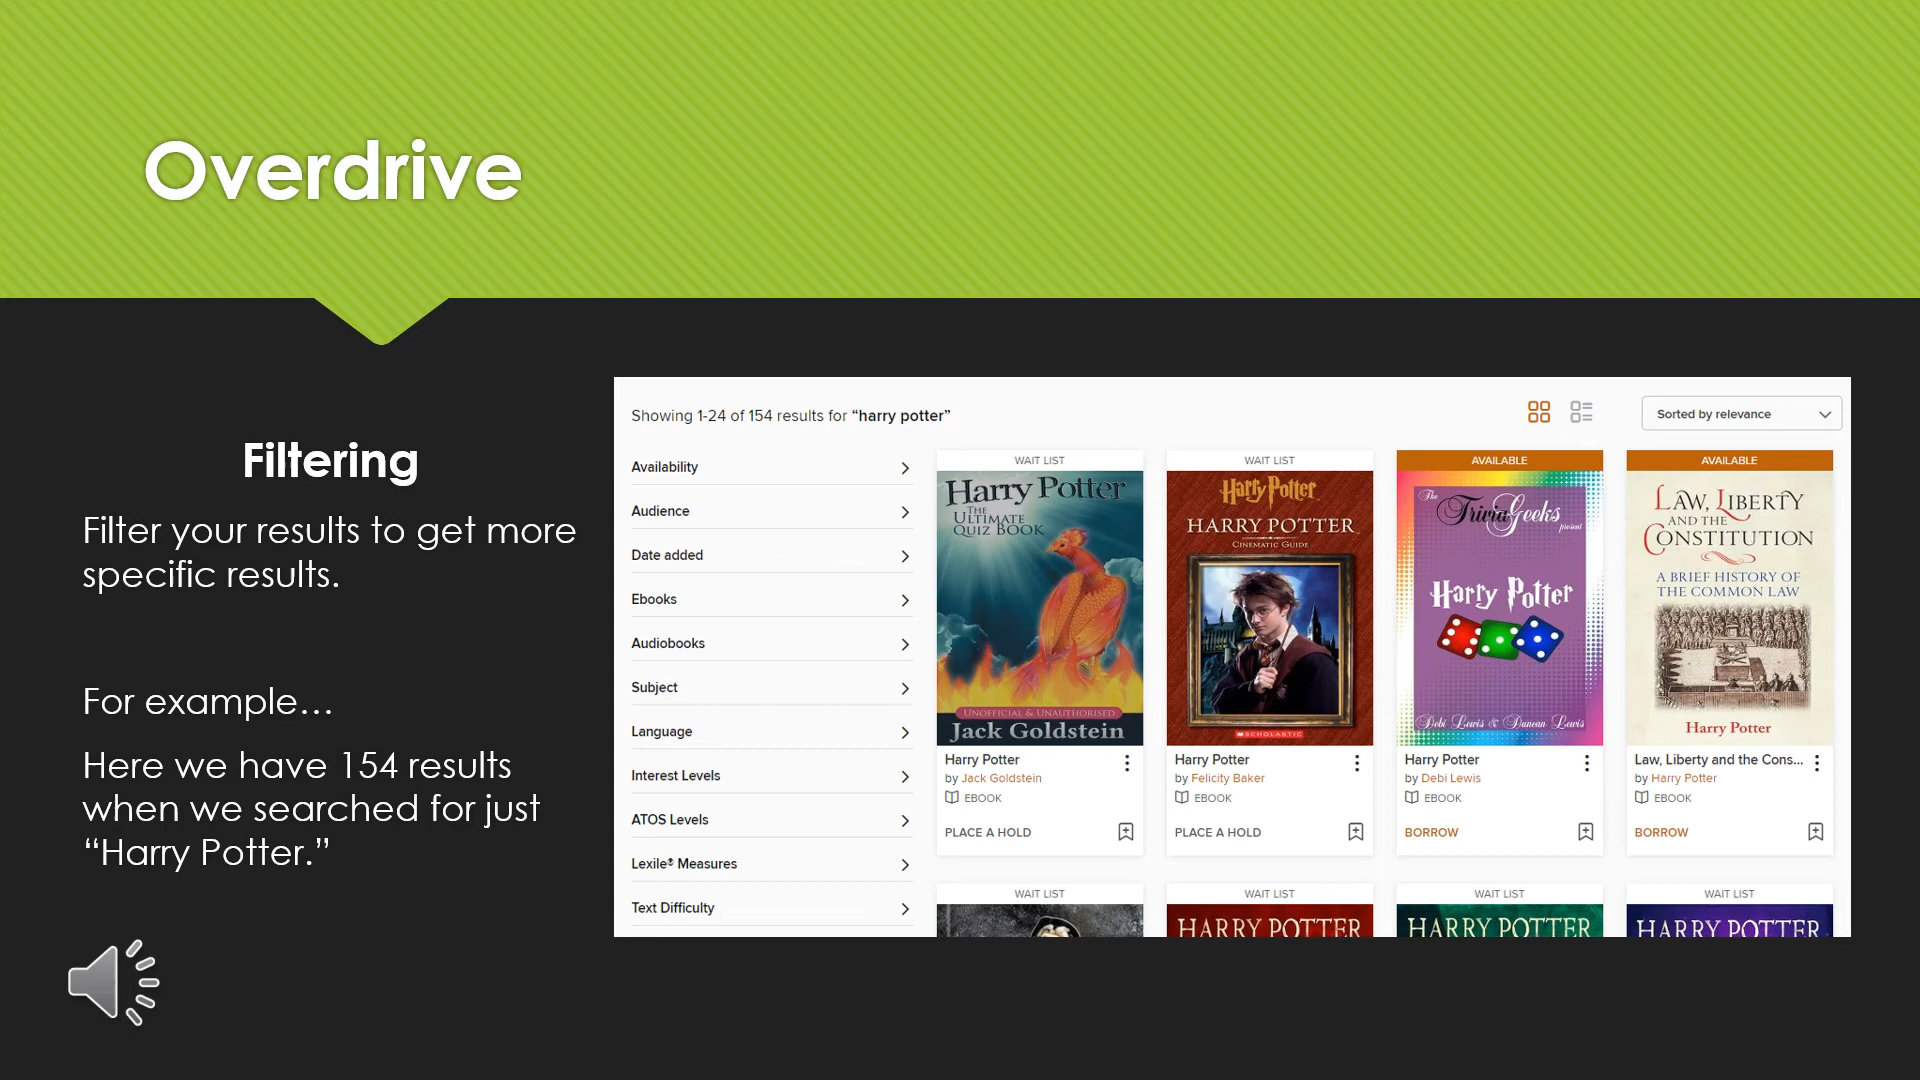 Overdrive
Filtering
Filter your results to get more
specific results.
For example…
Here we have 154 results
when we searched for just
“Harry Potter.”
Showing 1-24 of 154 results for “harry potter”
Sorted by relevance
Availability
Audience
Date added
Ebooks
Audiobooks
Subject
Language
Interest Levels
ATOS Levels
Lexile® Measures
Text Difficulty
WAIT LIST
Harry Potter
THE
ULTIMATE
QUIZ BOOK
UNOFFICIAL & UNAUTHORISED
Jack Goldstein
Harry Potter
by Jack Goldstein
EBOOK
PLACE A HOLD
WAIT LIST
Harry Potter
HARRY POTTER
CINEMATIC GUIDE
SCHOLASTIC
Harry Potter
by Felicity Baker
EBOOK
PLACE A HOLD
AVAILABLE
The
Trivia Geeks
present
Harry Potter
Debi Lewis & Duncan Lewis
Harry Potter
by Debi Lewis
EBOOK
BORROW
AVAILABLE
LAW, LIBERTY
AND THE
CONSTITUTION
A BRIEF HISTORY OF
THE COMMON LAW
Harry Potter
Law, Liberty and the Cons...
by Harry Potter
EBOOK
BORROW
WAIT LIST
WAIT LIST
HARRY POTTER
WAIT LIST
HARRY POTTER
WAIT LIST
HARRY POTTER